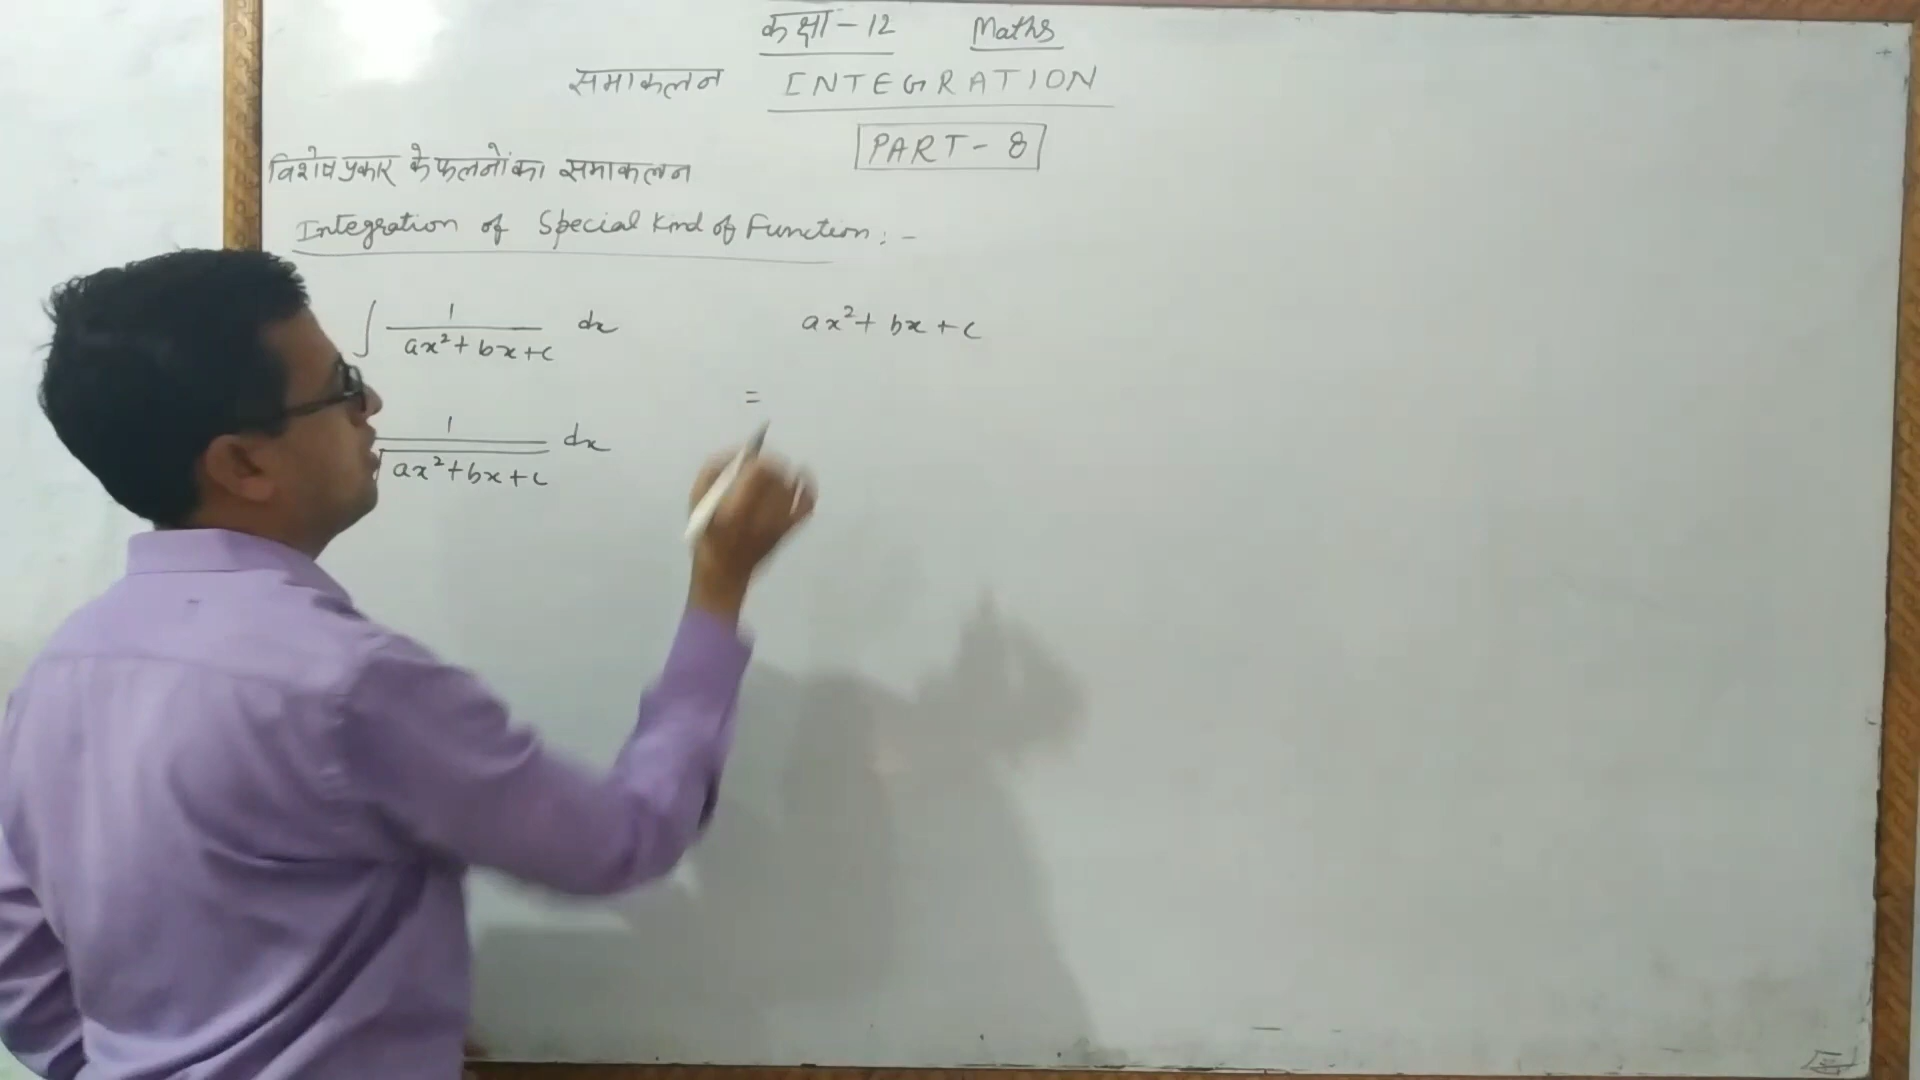 कक्षा - 12 Maths
समाकलन INTEGRATION
PART - 8
विशेष प्रकार के फलनों का समाकलन
Integration of Special Kind of Function : -
∫ 1/(ax² + bx + c) dx
ax² + bx + c
=
1/√(ax² + bx + c) dx